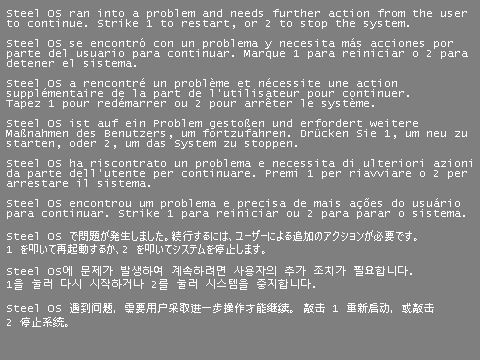 Steel OS ran into a problem and needs further action from the user
to continue. Strike 1 to restart, or 2 to stop the system.
Steel OS se encontró con un problema y necesita más acciones por
parte del usuario para continuar. Marque 1 para reiniciar o 2 para
detener el sistema.
Steel OS a rencontré un problème et nécessite une action
supplémentaire de la part de l'utilisateur pour continuer.
Tapez 1 pour redémarrer ou 2 pour arrêter le système.
Steel OS ist auf ein Problem gestoßen und erfordert weitere
Maßnahmen des Benutzers, um fortzufahren. Drücken Sie 1, um neu zu
starten, oder 2, um das System zu stoppen.
Steel OS ha riscontrato un problema e necessita di ulteriori azioni
da parte dell'utente per continuare. Premi 1 per riavviare o 2 per
arrestare il sistema.
Steel OS encontrou um problema e precisa de mais ações do usuário
para continuar. Strike 1 para reiniciar ou 2 para parar o sistema.
Steel OS で問題が発生しました。続行するには、ユーザーによる追加のアクションが必要です。
1 を叩いて再起動するか、2 を叩いてシステムを停止します。
Steel OS에 문제가 발생하여 계속하려면 사용자의 추가 조치가 필요합니다.
1을 눌러 다시 시작하거나 2를 눌러 시스템을 중지합니다.
Steel OS 遇到问题，需要用户采取进一步操作才能继续。 敲击 1 重新启动，或敲击
2 停止系统。